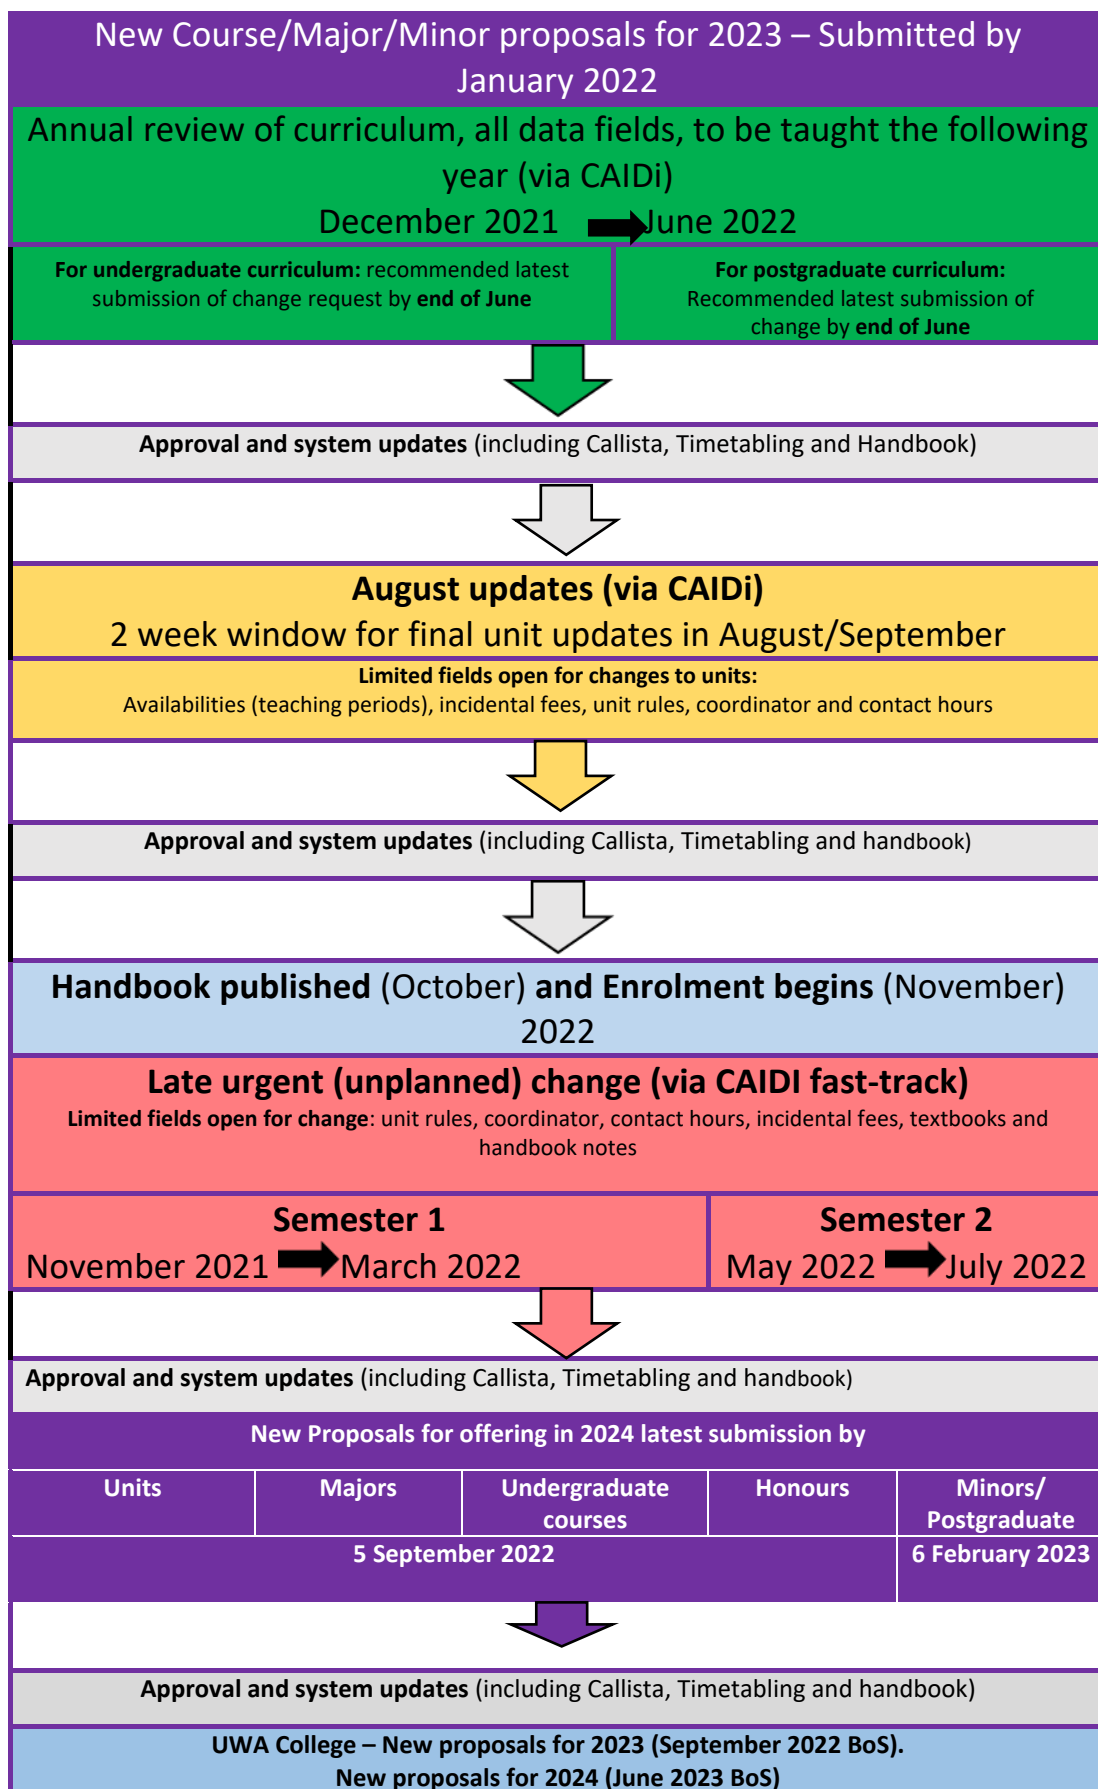 New Course/Major/Minor proposals for 2023 – Submitted by
January 2022
Annual review of curriculum, all data fields, to be taught the following
year (via CAIDi)
December 2021 June 2022
For undergraduate curriculum: recommended latest
submission of change request by end of June
For postgraduate curriculum:
Recommended latest submission of
change by end of June
Approval and system updates (including Callista, Timetabling and Handbook)
August updates (via CAIDi)
2 week window for final unit updates in August/September
Limited fields open for changes to units:
Availabilities (teaching periods), incidental fees, unit rules, coordinator and contact hours
Approval and system updates (including Callista, Timetabling and handbook)
Handbook published (October) and Enrolment begins (November)
2022
Late urgent (unplanned) change (via CAIDI fast-track)
Limited fields open for change: unit rules, coordinator, contact hours, incidental fees, textbooks and
handbook notes
Semester 1
November 2021 March 2022
Semester 2
May 2022 July 2022
Approval and system updates (including Callista, Timetabling and handbook)
New Proposals for offering in 2024 latest submission by
Units
Majors
Undergraduate
courses
Honours
Minors/
Postgraduate
5 September 2022
6 February 2023
Approval and system updates (including Callista, Timetabling and handbook)
UWA College – New proposals for 2023 (September 2022 BoS).
New proposals for 2024 (June 2023 BoS)